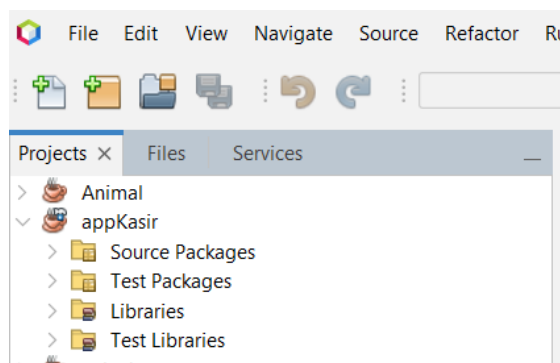 File Edit View Navigate Source Refactor
Projects Files Services
Animal
appKasir
Source Packages
Test Packages
Libraries
Test Libraries